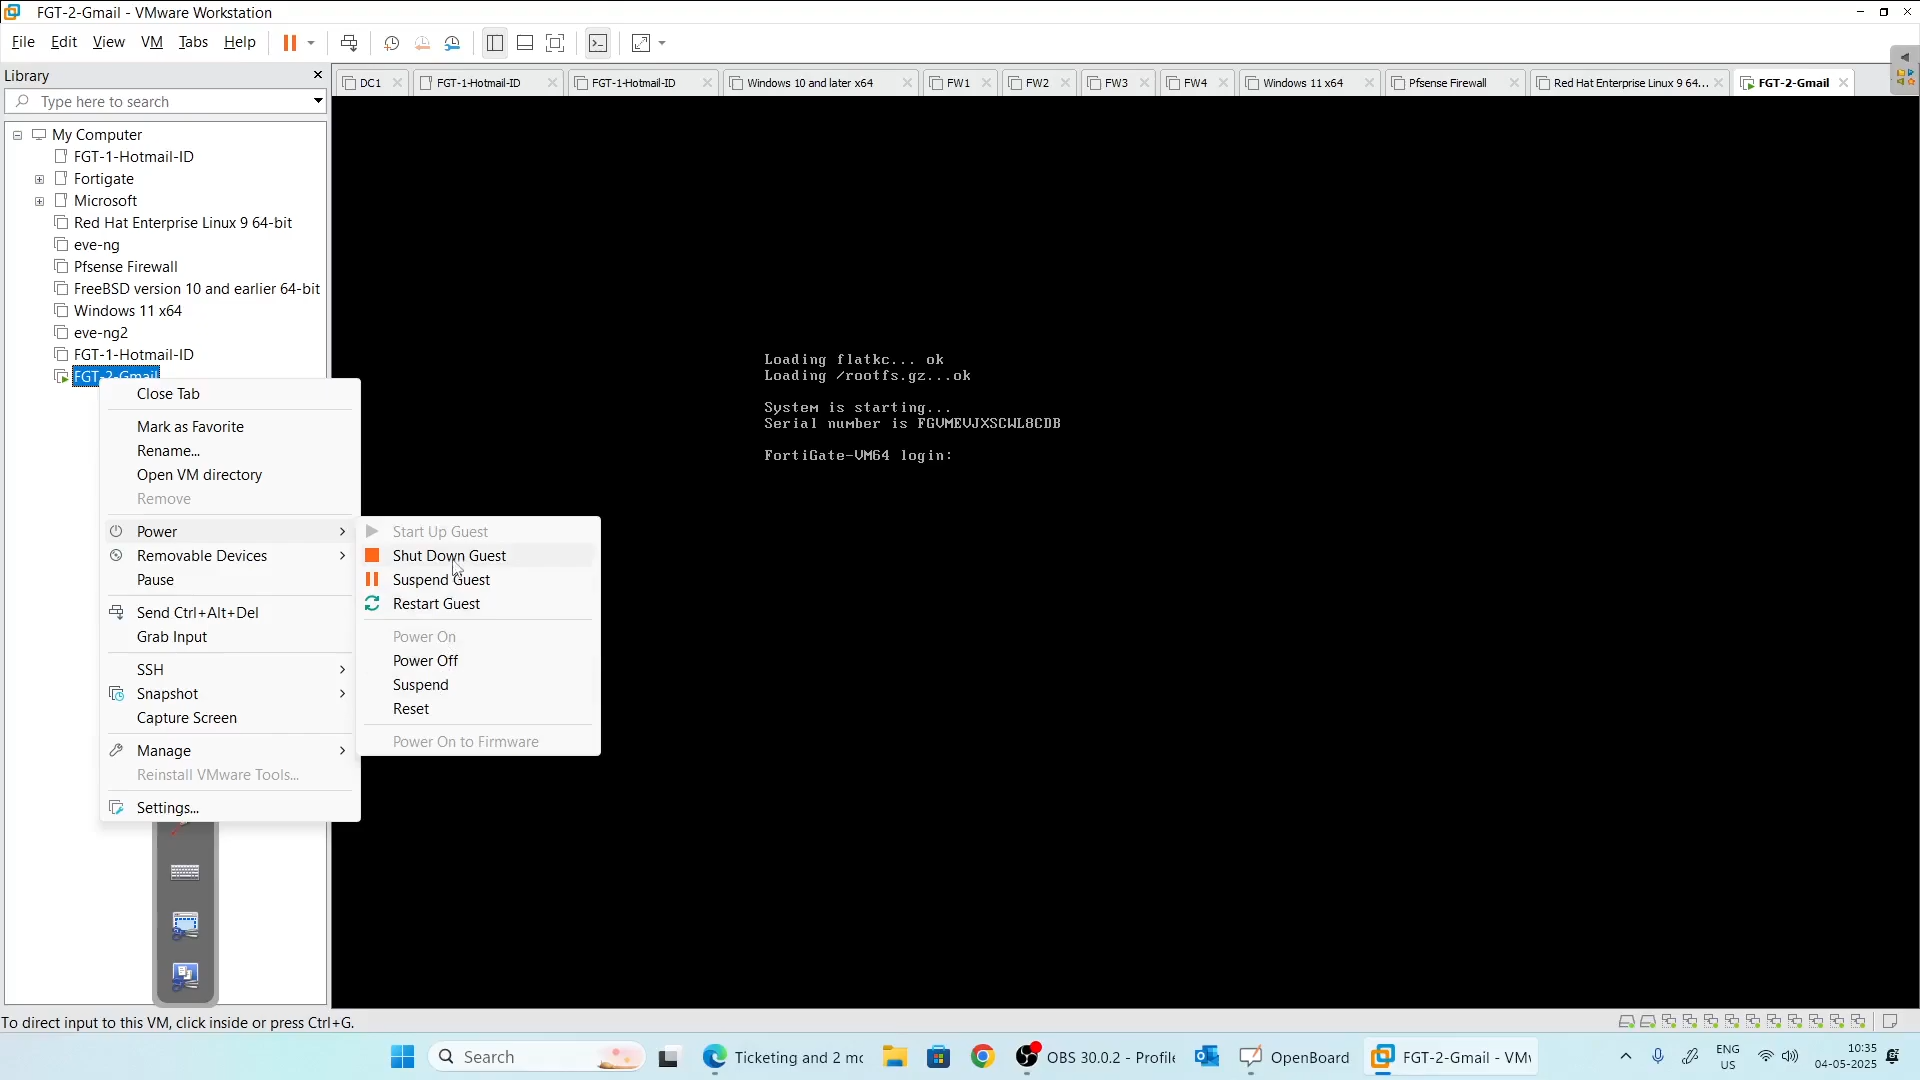 FGT-2-Gmail - VMware Workstation
File Edit View VM Tabs Help
Library
Type here to search
DC1 FGT-1-Hotmail-ID FGT-1-Hotmail-ID Windows 10 and later x64 FW1 FW2 FW3 FW4 Windows 11 x64 Pfsense Firewall Red Hat Enterprise Linux 9 64... FGT-2-Gmail
My Computer
FGT-1-Hotmail-ID
Fortigate
Microsoft
Red Hat Enterprise Linux 9 64-bit
eve-ng
Pfsense Firewall
FreeBSD version 10 and earlier 64-bit
Windows 11 x64
eve-ng2
FGT-1-Hotmail-ID
FGT-2-Gmail
Close Tab
Mark as Favorite
Rename...
Open VM directory
Remove
Power
Removable Devices
Pause
Send Ctrl+Alt+Del
Grab Input
SSH
Snapshot
Capture Screen
Manage
Reinstall VMware Tools...
Settings...
Start Up Guest
Shut Down Guest
Suspend Guest
Restart Guest
Power On
Power Off
Suspend
Reset
Power On to Firmware
Loading flatkc... ok
Loading /rootfs.gz...ok
System is starting...
Serial number is FGVMEVJXSCWL8CDB
FortiGate-VM64 login:
To direct input to this VM, click inside or press Ctrl+G.
Search
Ticketing and 2 mo
OBS 30.0.2 - Profile
OpenBoard
FGT-2-Gmail - VM
ENG
US
10:35
04-05-2025